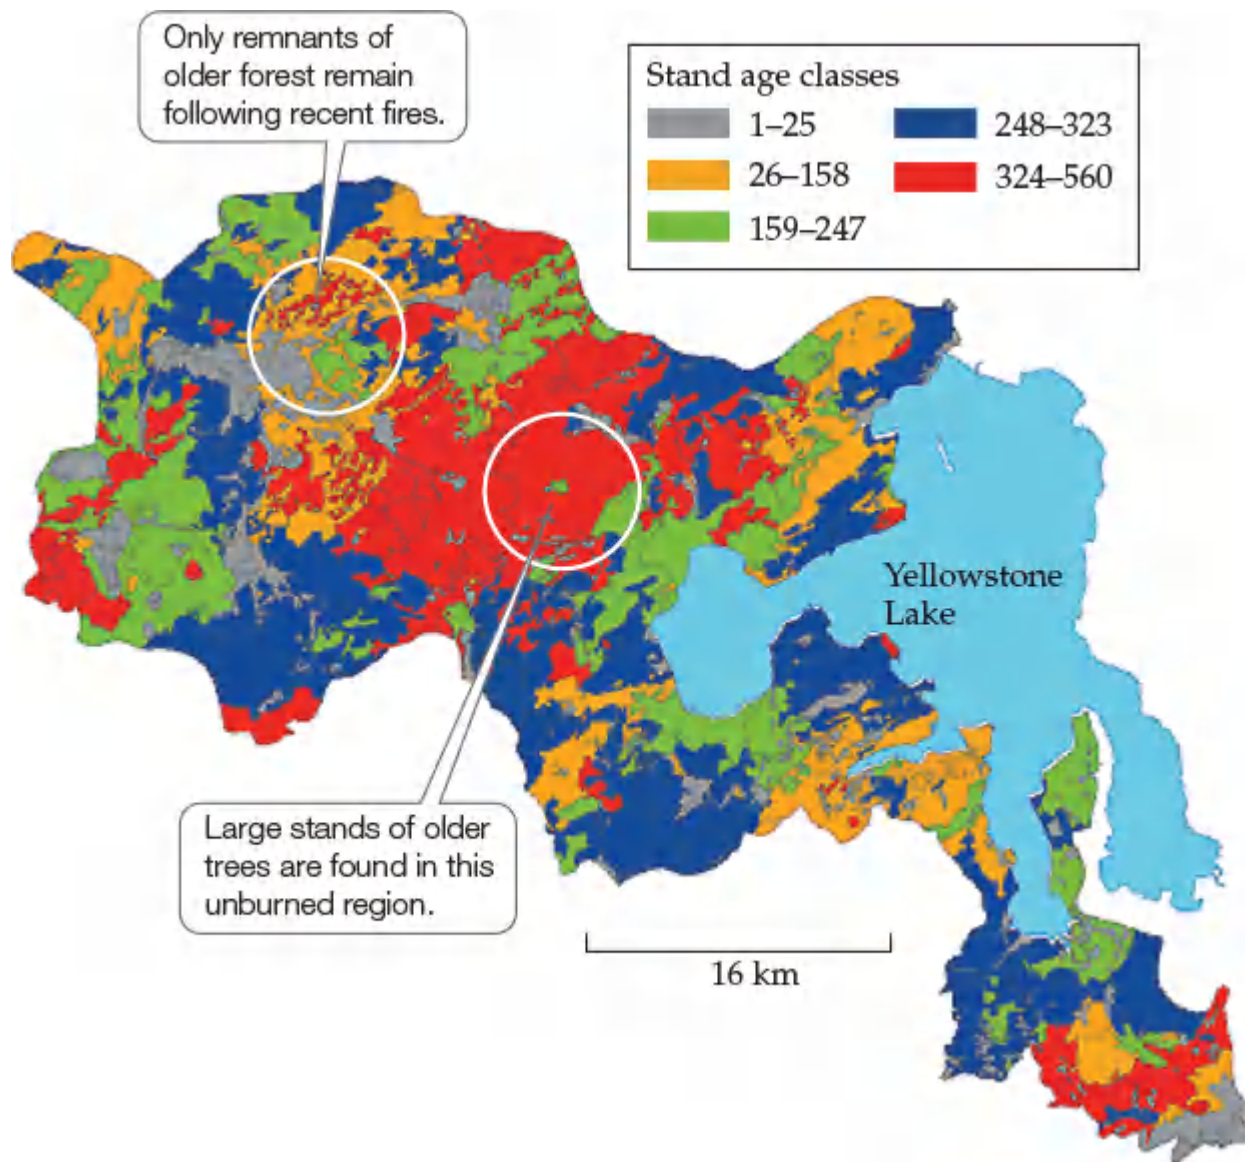 Only remnants of
older forest remain
following recent fires.
Stand age classes
1–25
26–158
159–247
248–323
324–560
Yellowstone
Lake
Large stands of older
trees are found in this
unburned region.
16 km